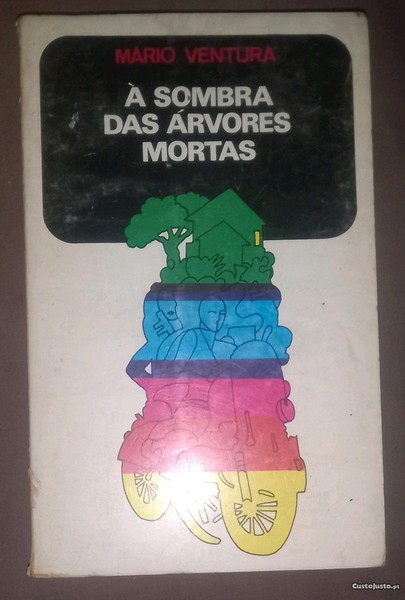 MARIO VENTURA
À SOMBRA
DAS ÁRVORES
MORTAS
CustoJusto.pt